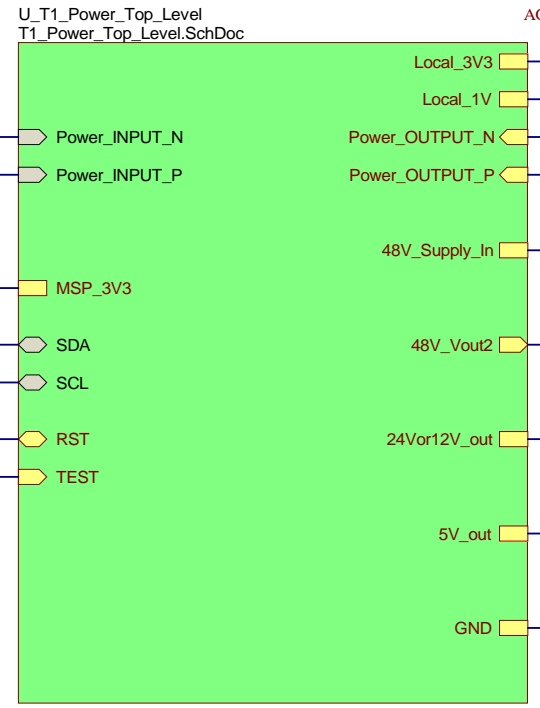 U_T1_Power_Top_Level
T1_Power_Top_Level.SchDoc
Local_3V3
Local_1V
Power_INPUT_N
Power_OUTPUT_N
Power_INPUT_P
Power_OUTPUT_P
48V_Supply_In
MSP_3V3
SDA
48V_Vout2
SCL
RST
24Vor12V_out
TEST
5V_out
GND